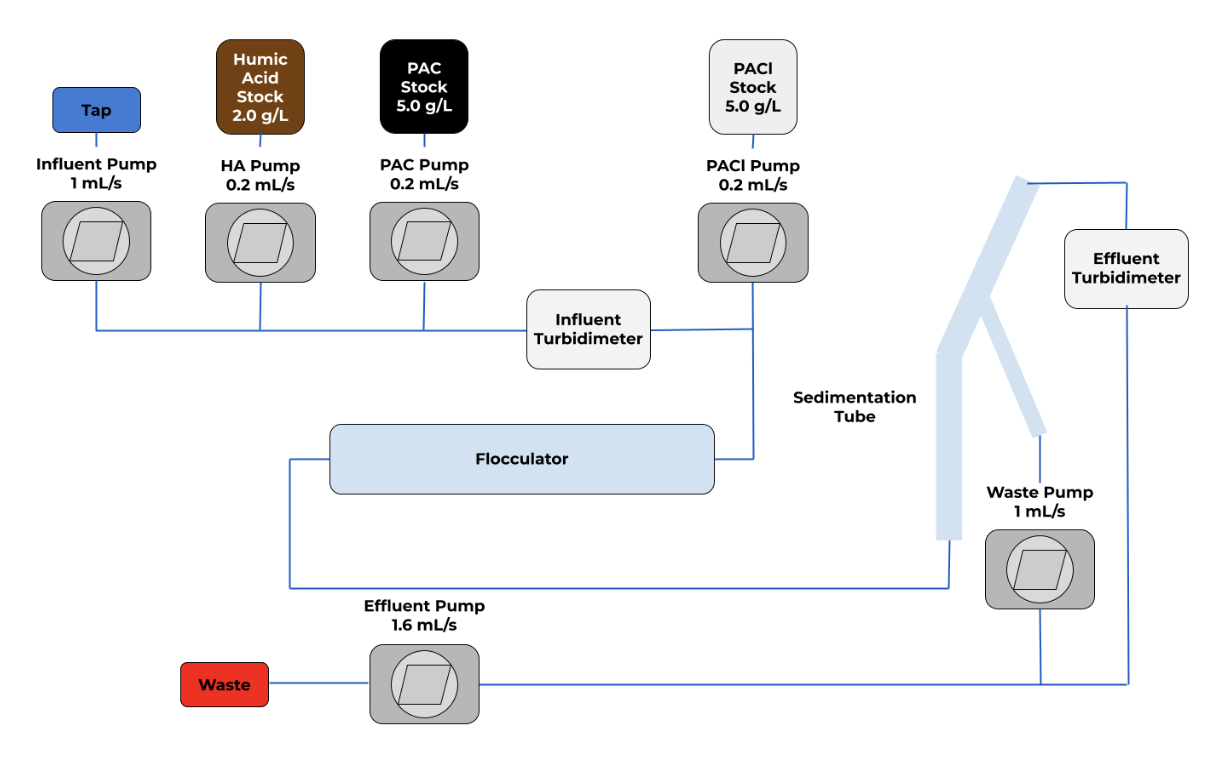 Humic
Acid
Stock
2.0 g/L
PAC
Stock
5.0 g/L
PACl
Stock
5.0 g/L
Tap
Influent Pump
1 mL/s
HA Pump
0.2 mL/s
PAC Pump
0.2 mL/s
PACl Pump
0.2 mL/s
Effluent
Turbidimeter
Influent
Turbidimeter
Sedimentation
Tube
Flocculator
Waste Pump
1 mL/s
Effluent Pump
1.6 mL/s
Waste